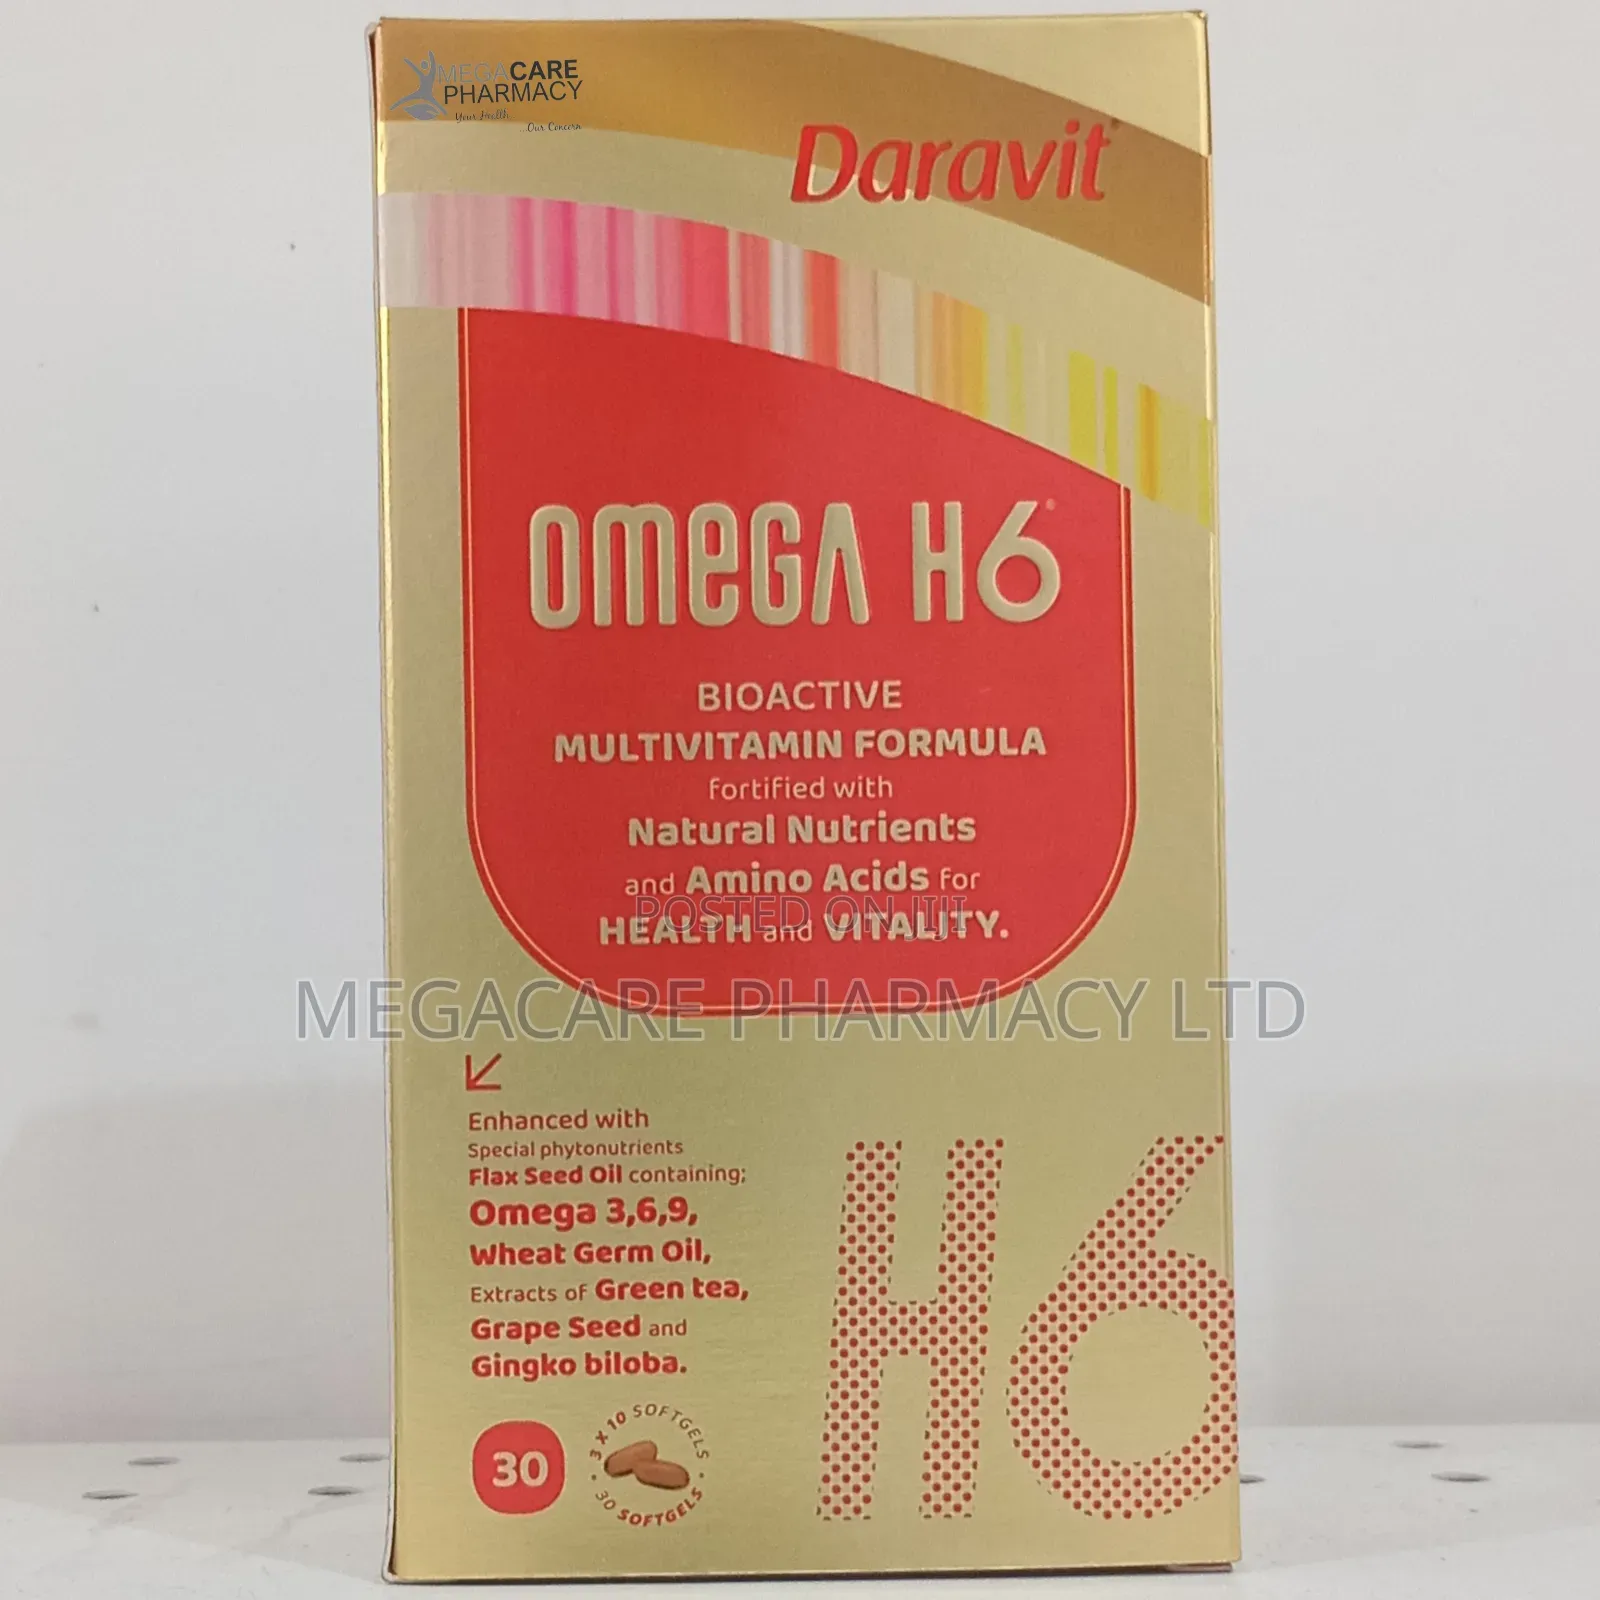 MEGACARE
PHARMACY
Your Health
...Our Concern
Daravit
OMEGA H6
BIOACTIVE
MULTIVITAMIN FORMULA
fortified with
Natural Nutrients
and Amino Acids for
HEALTH and VITALITY.
POSTED ON JIJI
MEGACARE PHARMACY LTD
Enhanced with
Special phytonutrients
Flax Seed Oil containing;
Omega 3,6,9,
Wheat Germ Oil,
Extracts of Green tea,
Grape Seed and
Gingko biloba.
H6
30
3 X 10 SOFTGELS
30 SOFTGELS